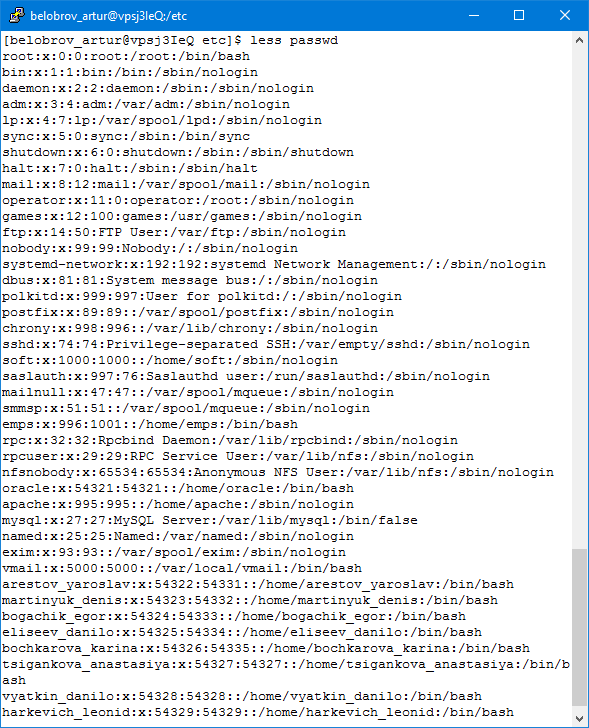 belobrov_artur@vpsj3IeQ:/etc
[belobrov_artur@vpsj3IeQ etc]$ less passwd
root:x:0:0:root:/root:/bin/bash
bin:x:1:1:bin:/bin:/sbin/nologin
daemon:x:2:2:daemon:/sbin:/sbin/nologin
adm:x:3:4:adm:/var/adm:/sbin/nologin
lp:x:4:7:lp:/var/spool/lpd:/sbin/nologin
sync:x:5:0:sync:/sbin:/bin/sync
shutdown:x:6:0:shutdown:/sbin:/sbin/shutdown
halt:x:7:0:halt:/sbin:/sbin/halt
mail:x:8:12:mail:/var/spool/mail:/sbin/nologin
operator:x:11:0:operator:/root:/sbin/nologin
games:x:12:100:games:/usr/games:/sbin/nologin
ftp:x:14:50:FTP User:/var/ftp:/sbin/nologin
nobody:x:99:99:Nobody:/:/sbin/nologin
systemd-network:x:192:192:systemd Network Management:/:/sbin/nologin
dbus:x:81:81:System message bus:/:/sbin/nologin
polkitd:x:999:997:User for polkitd:/:/sbin/nologin
postfix:x:89:89::/var/spool/postfix:/sbin/nologin
chrony:x:998:996::/var/lib/chrony:/sbin/nologin
sshd:x:74:74:Privilege-separated SSH:/var/empty/sshd:/sbin/nologin
soft:x:1000:1000::/home/soft:/sbin/nologin
saslauth:x:997:76:Saslauthd user:/run/saslauthd:/sbin/nologin
mailnull:x:47:47::/var/spool/mqueue:/sbin/nologin
smmsp:x:51:51::/var/spool/mqueue:/sbin/nologin
emps:x:996:1001::/home/emps:/bin/bash
rpc:x:32:32:Rpcbind Daemon:/var/lib/rpcbind:/sbin/nologin
rpcuser:x:29:29:RPC Service User:/var/lib/nfs:/sbin/nologin
nfsnobody:x:65534:65534:Anonymous NFS User:/var/lib/nfs:/sbin/nologin
oracle:x:54321:54321::/home/oracle:/bin/bash
apache:x:995:995::/home/apache:/sbin/nologin
mysql:x:27:27:MySQL Server:/var/lib/mysql:/bin/false
named:x:25:25:Named:/var/named:/sbin/nologin
exim:x:93:93::/var/spool/exim:/sbin/nologin
vmail:x:5000:5000::/var/local/vmail:/bin/bash
arestov_yaroslav:x:54322:54331::/home/arestov_yaroslav:/bin/bash
martinyuk_denis:x:54323:54332::/home/martinyuk_denis:/bin/bash
bogachik_egor:x:54324:54333::/home/bogachik_egor:/bin/bash
eliseev_danilo:x:54325:54334::/home/eliseev_danilo:/bin/bash
bochkarova_karina:x:54326:54335::/home/bochkarova_karina:/bin/bash
tsigankova_anastasiya:x:54327:54327::/home/tsigankova_anastasiya:/bin/b
ash
vyatkin_danilo:x:54328:54328::/home/vyatkin_danilo:/bin/bash
harkevich_leonid:x:54329:54329::/home/harkevich_leonid:/bin/bash